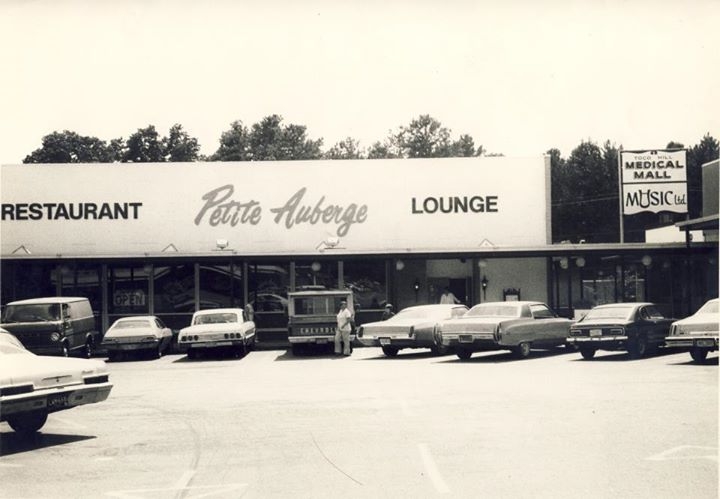 RESTAURANT Petite Auberge LOUNGE
TOCO HILL
MEDICAL
MALL
MUSIC Ltd.
OPEN
CHEVROLET